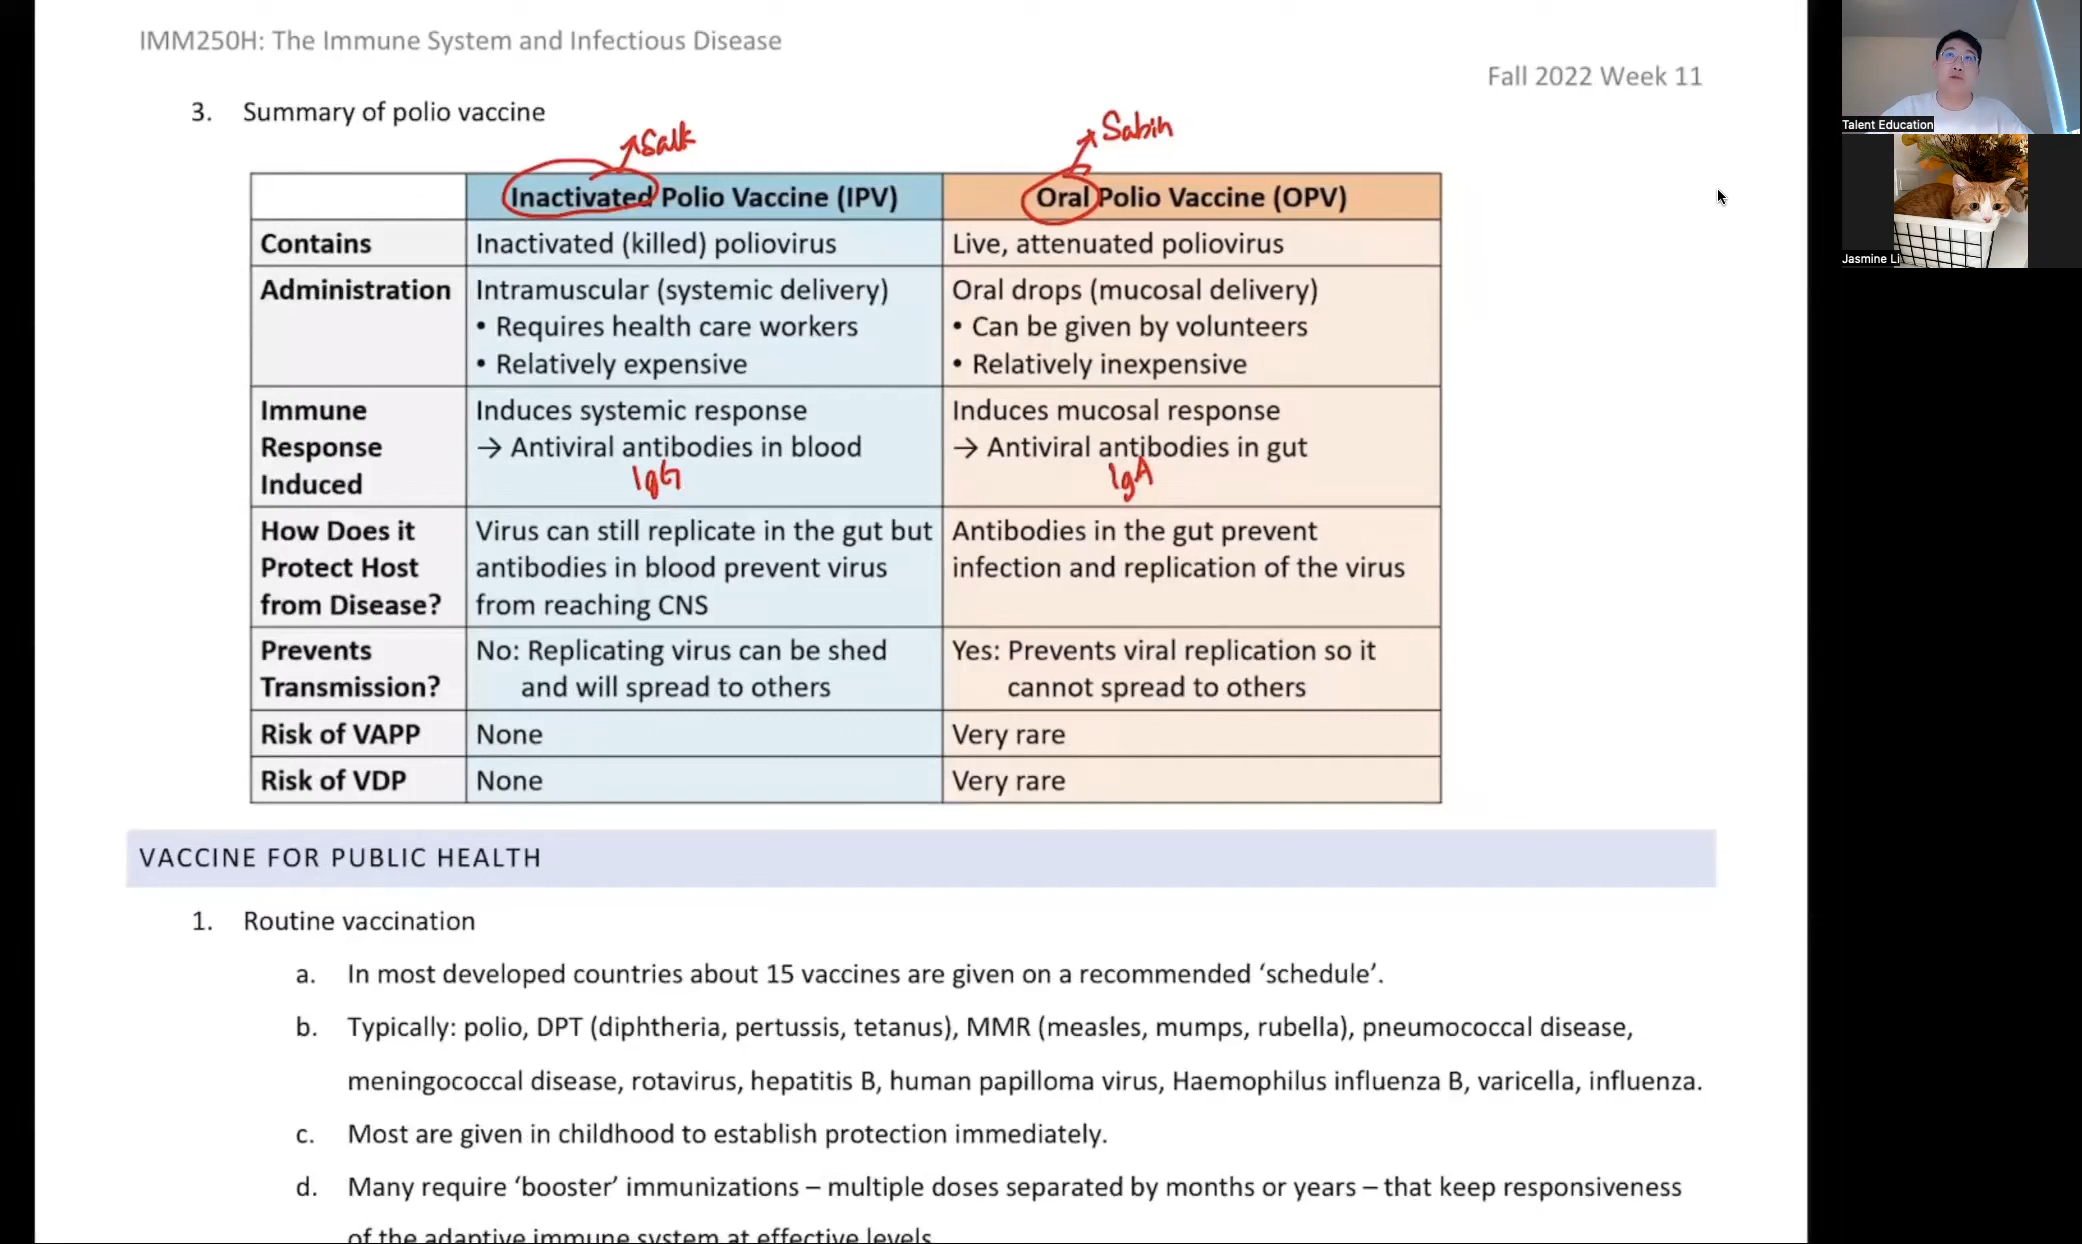 IMM250H: The Immune System and Infectious Disease
Fall 2022 Week 11
3. Summary of polio vaccine
Salk
Sabin
Inactivated Polio Vaccine (IPV)
Oral Polio Vaccine (OPV)
Contains
Inactivated (killed) poliovirus
Live, attenuated poliovirus
Administration
Intramuscular (systemic delivery)
• Requires health care workers
• Relatively expensive
Oral drops (mucosal delivery)
• Can be given by volunteers
• Relatively inexpensive
Immune
Response
Induced
Induces systemic response
→ Antiviral antibodies in blood
IgG
Induces mucosal response
→ Antiviral antibodies in gut
IgA
How Does it
Protect Host
from Disease?
Virus can still replicate in the gut but
antibodies in blood prevent virus
from reaching CNS
Antibodies in the gut prevent
infection and replication of the virus
Prevents
Transmission?
No: Replicating virus can be shed
and will spread to others
Yes: Prevents viral replication so it
cannot spread to others
Risk of VAPP
None
Very rare
Risk of VDP
None
Very rare
VACCINE FOR PUBLIC HEALTH
1. Routine vaccination
a. In most developed countries about 15 vaccines are given on a recommended ‘schedule’.
b. Typically: polio, DPT (diphtheria, pertussis, tetanus), MMR (measles, mumps, rubella), pneumococcal disease,
meningococcal disease, rotavirus, hepatitis B, human papilloma virus, Haemophilus influenza B, varicella, influenza.
c. Most are given in childhood to establish protection immediately.
d. Many require ‘booster’ immunizations – multiple doses separated by months or years – that keep responsiveness
of the adaptive immune system at effective levels
Talent Education
Jasmine Li